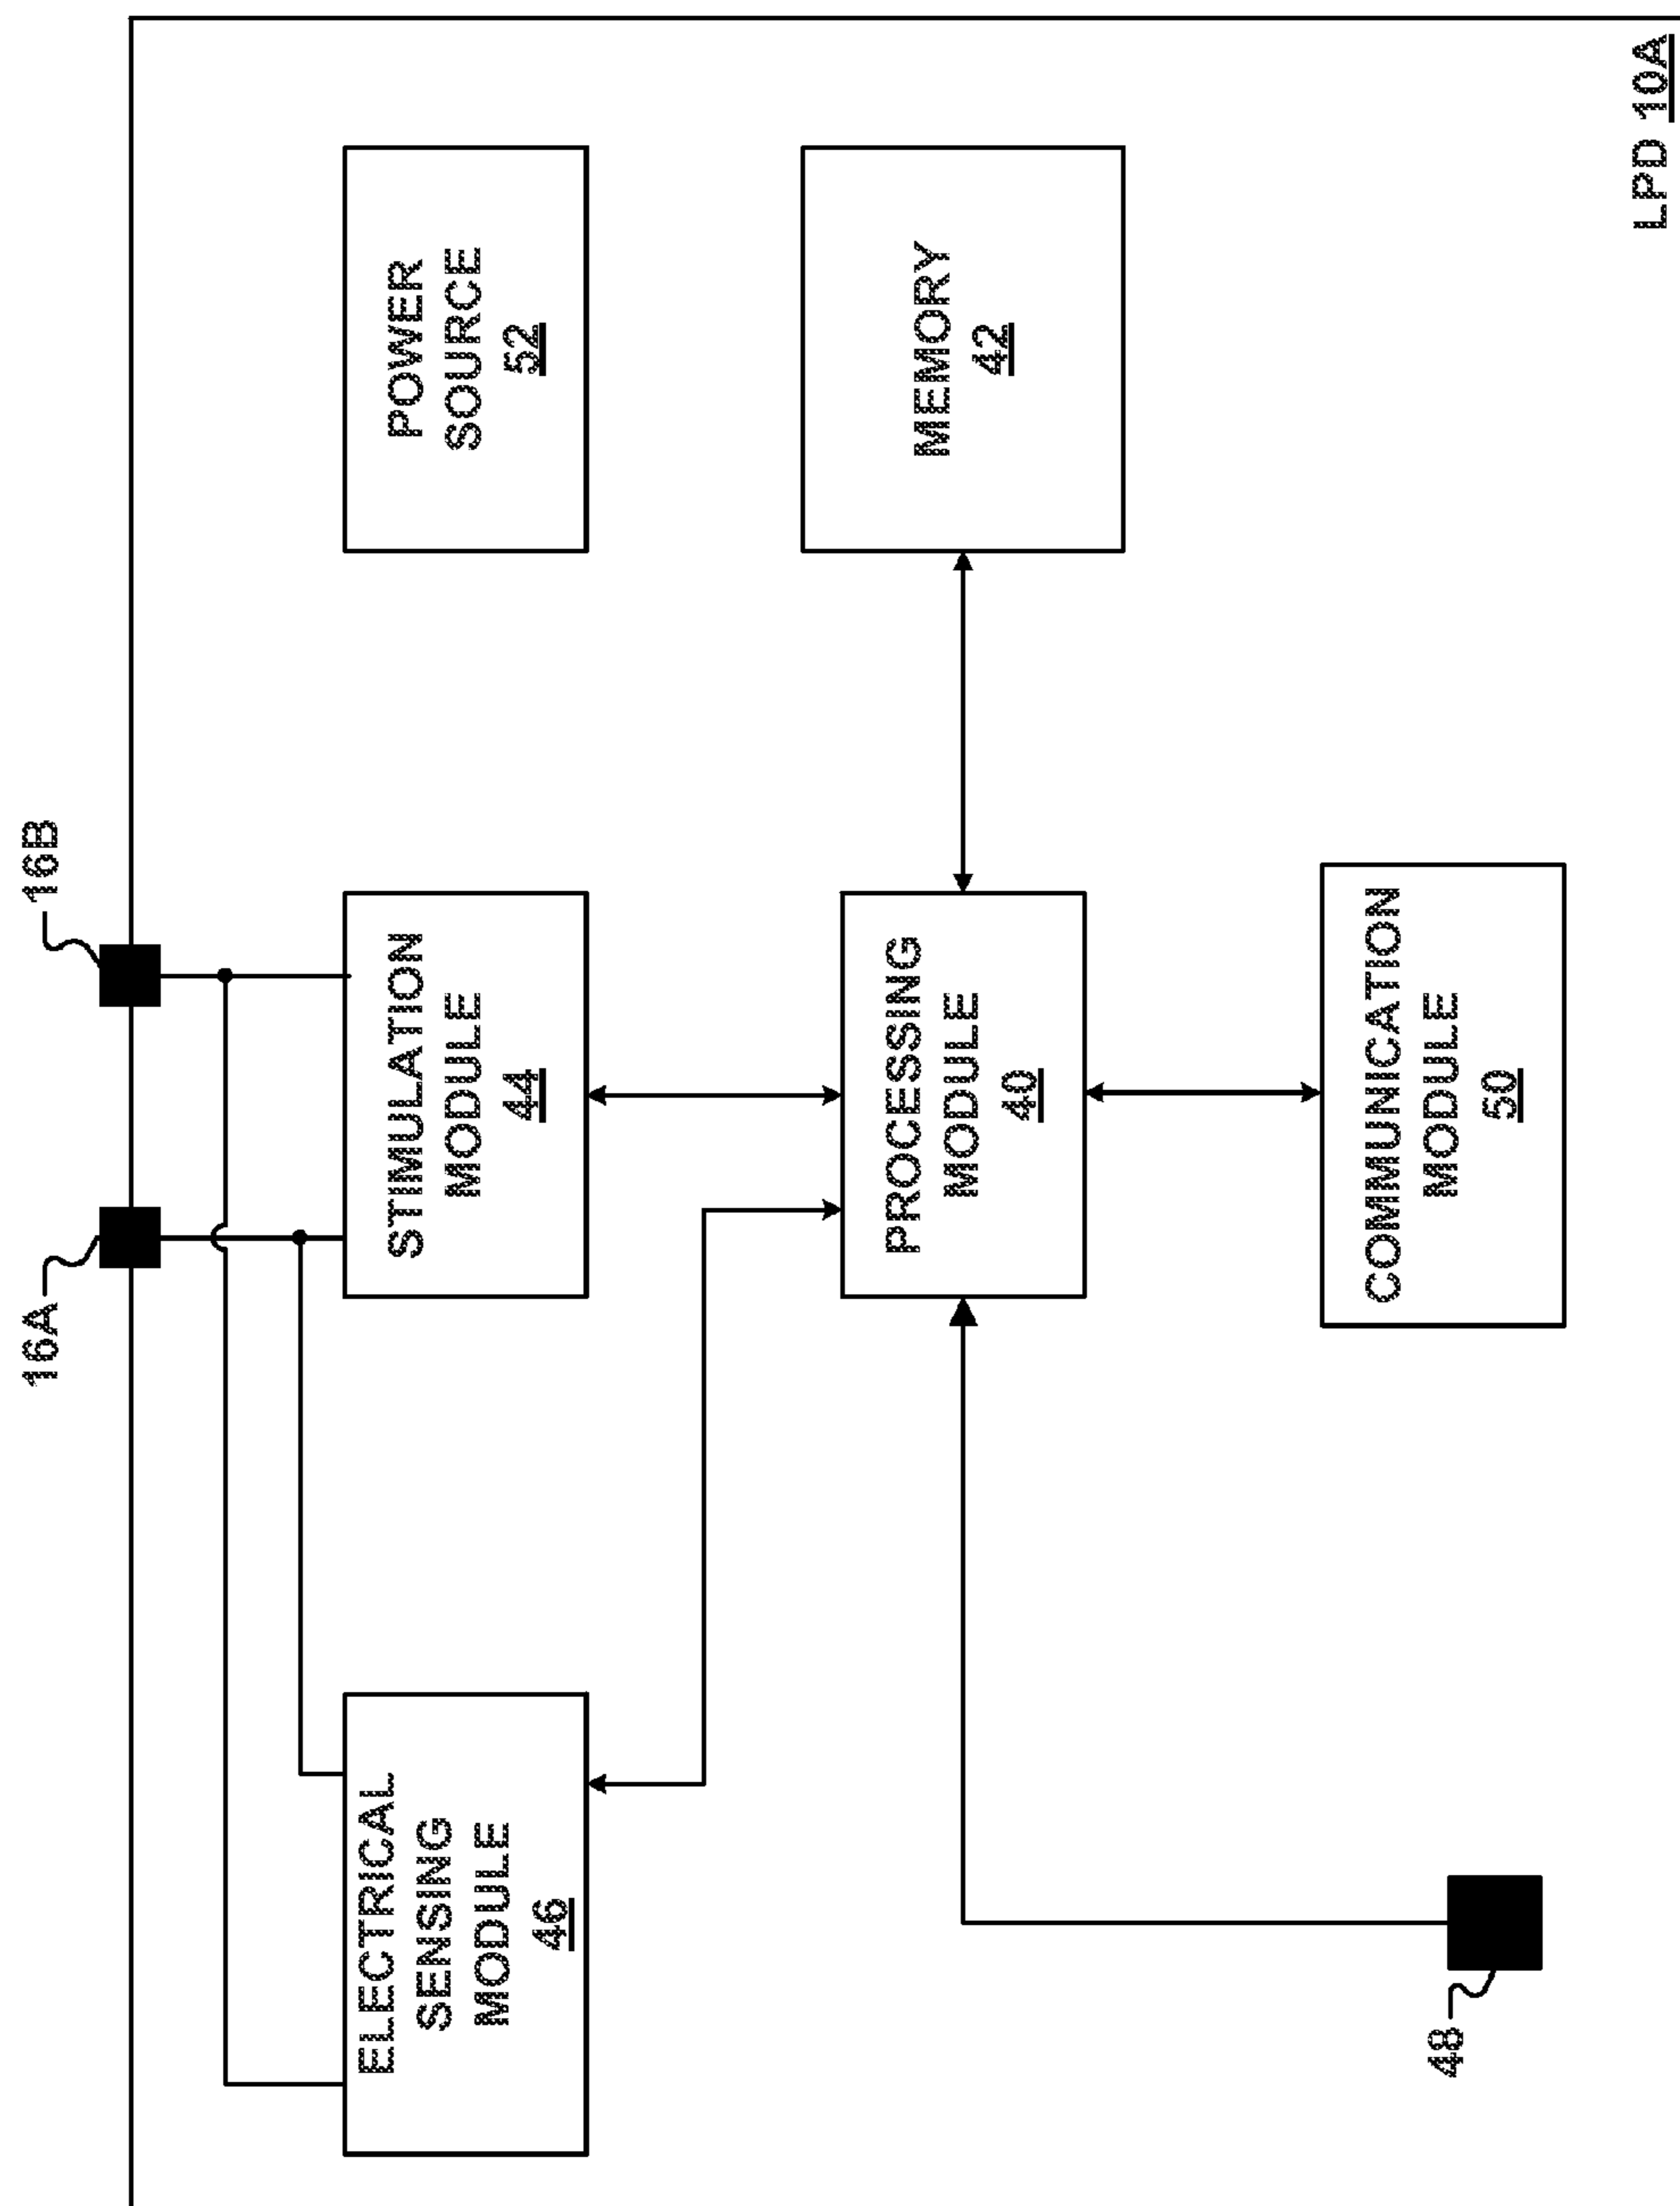 16A
16B
ELECTRICAL
SENSING
MODULE
46
STIMULATION
MODULE
44
POWER
SOURCE
52
PROCESSING
MODULE
40
MEMORY
42
48
COMMUNICATION
MODULE
50
LPD 10A